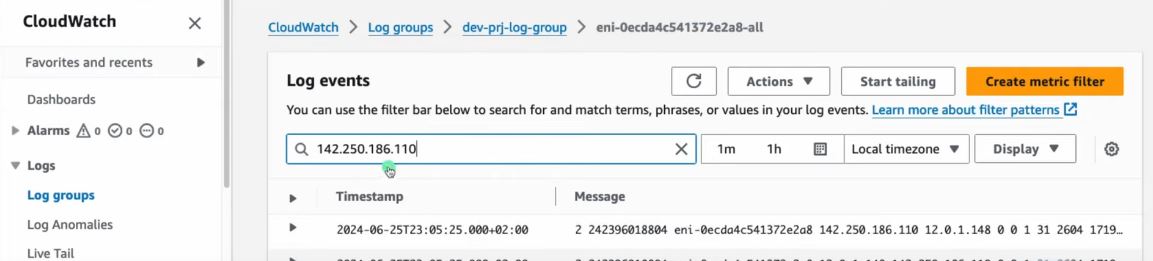 CloudWatch
Favorites and recents
Dashboards
Alarms 0 0 0
Logs
Log groups
Log Anomalies
Live Tail
CloudWatch > Log groups > dev-prj-log-group > eni-0ecda4c541372e2a8-all
Log events
Actions Start tailing Create metric filter
You can use the filter bar below to search for and match terms, phrases, or values in your log events. Learn more about filter patterns
142.250.186.110 1m 1h Local timezone Display
Timestamp Message
2024-06-25T23:05:25.000+02:00 2 242396018804 eni-0ecda4c541372e2a8 142.250.186.110 12.0.1.148 0 0 1 31 2604 1719…